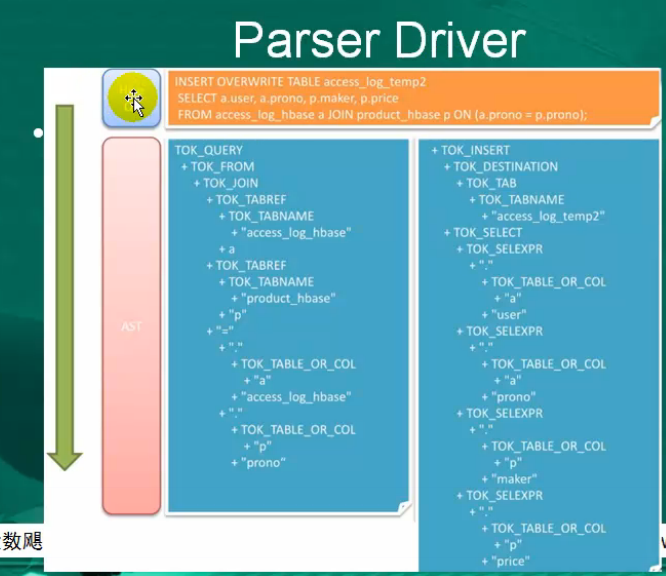 Parser Driver
INSERT OVERWRITE TABLE access_log_temp2
SELECT a.user, a.prono, p.maker, p.price
FROM access_log_hbase a JOIN product_hbase p ON (a.prono = p.prono);
AST
TOK_QUERY
+ TOK_FROM
+ TOK_JOIN
+ TOK_TABREF
+ TOK_TABNAME
+ "access_log_hbase"
+ a
+ TOK_TABREF
+ TOK_TABNAME
+ "product_hbase"
+ "p"
+ "="
+ "."
+ TOK_TABLE_OR_COL
+ "a"
+ "access_log_hbase"
+ "."
+ TOK_TABLE_OR_COL
+ "p"
+ "prono"
+ TOK_INSERT
+ TOK_DESTINATION
+ TOK_TAB
+ TOK_TABNAME
+ "access_log_temp2"
+ TOK_SELECT
+ TOK_SELEXPR
+ "."
+ TOK_TABLE_OR_COL
+ "a"
+ "user"
+ TOK_SELEXPR
+ "."
+ TOK_TABLE_OR_COL
+ "a"
+ "prono"
+ TOK_SELEXPR
+ "."
+ TOK_TABLE_OR_COL
+ "p"
+ "maker"
+ TOK_SELEXPR
+ "."
+ TOK_TABLE_OR_COL
+ "p"
+ "price"
数飓